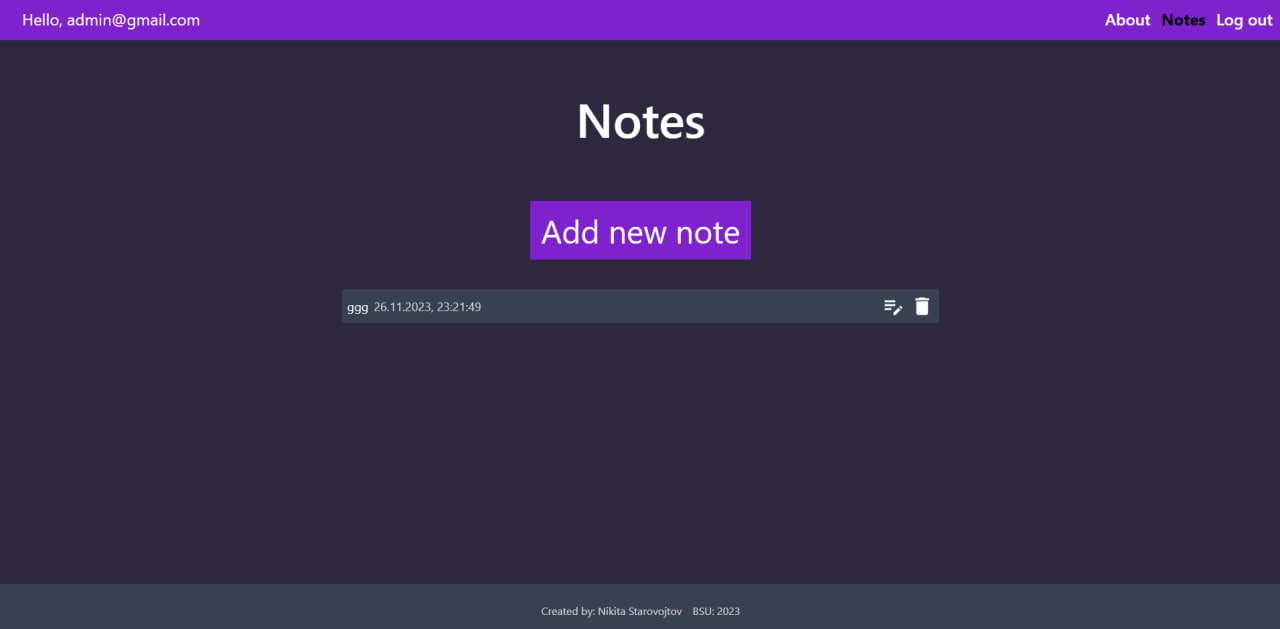 Hello, admin@gmail.com About Notes Log out
Notes
Add new note
ggg 26.11.2023, 23:21:49
Created by: Nikita Starovojtov BSU: 2023